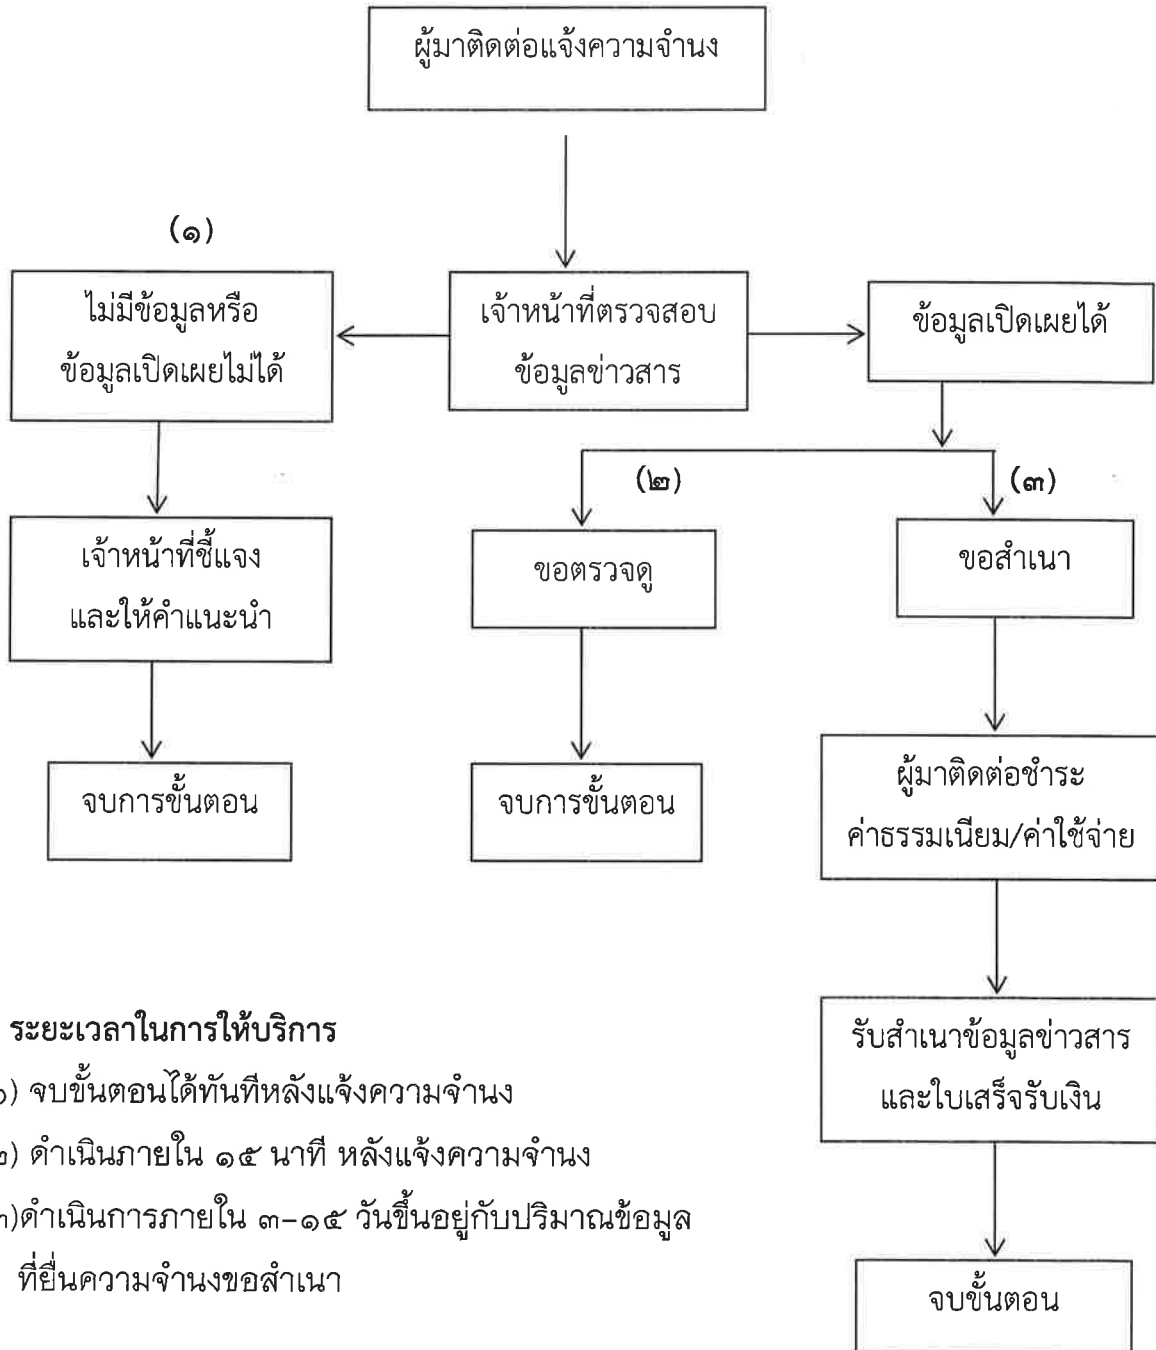 ผู้มาติดต่อแจ้งความจำนง
(๑)
ไม่มีข้อมูลหรือ
ข้อมูลเปิดเผยไม่ได้
เจ้าหน้าที่ตรวจสอบ
ข้อมูลข่าวสาร
ข้อมูลเปิดเผยได้
(๒)
(๓)
เจ้าหน้าที่ชี้แจง
และให้คำแนะนำ
ขอตรวจดู
ขอสำเนา
จบการขั้นตอน
จบการขั้นตอน
ผู้มาติดต่อชำระ
ค่าธรรมเนียม/ค่าใช้จ่าย
รับสำเนาข้อมูลข่าวสาร
และใบเสร็จรับเงิน
จบขั้นตอน
ระยะเวลาในการให้บริการ
๑) จบขั้นตอนได้ทันทีหลังแจ้งความจำนง
๒) ดำเนินภายใน ๑๕ นาที หลังแจ้งความจำนง
๓)ดำเนินการภายใน ๓-๑๕ วันขึ้นอยู่กับปริมาณข้อมูล
ที่ยื่นความจำนงขอสำเนา